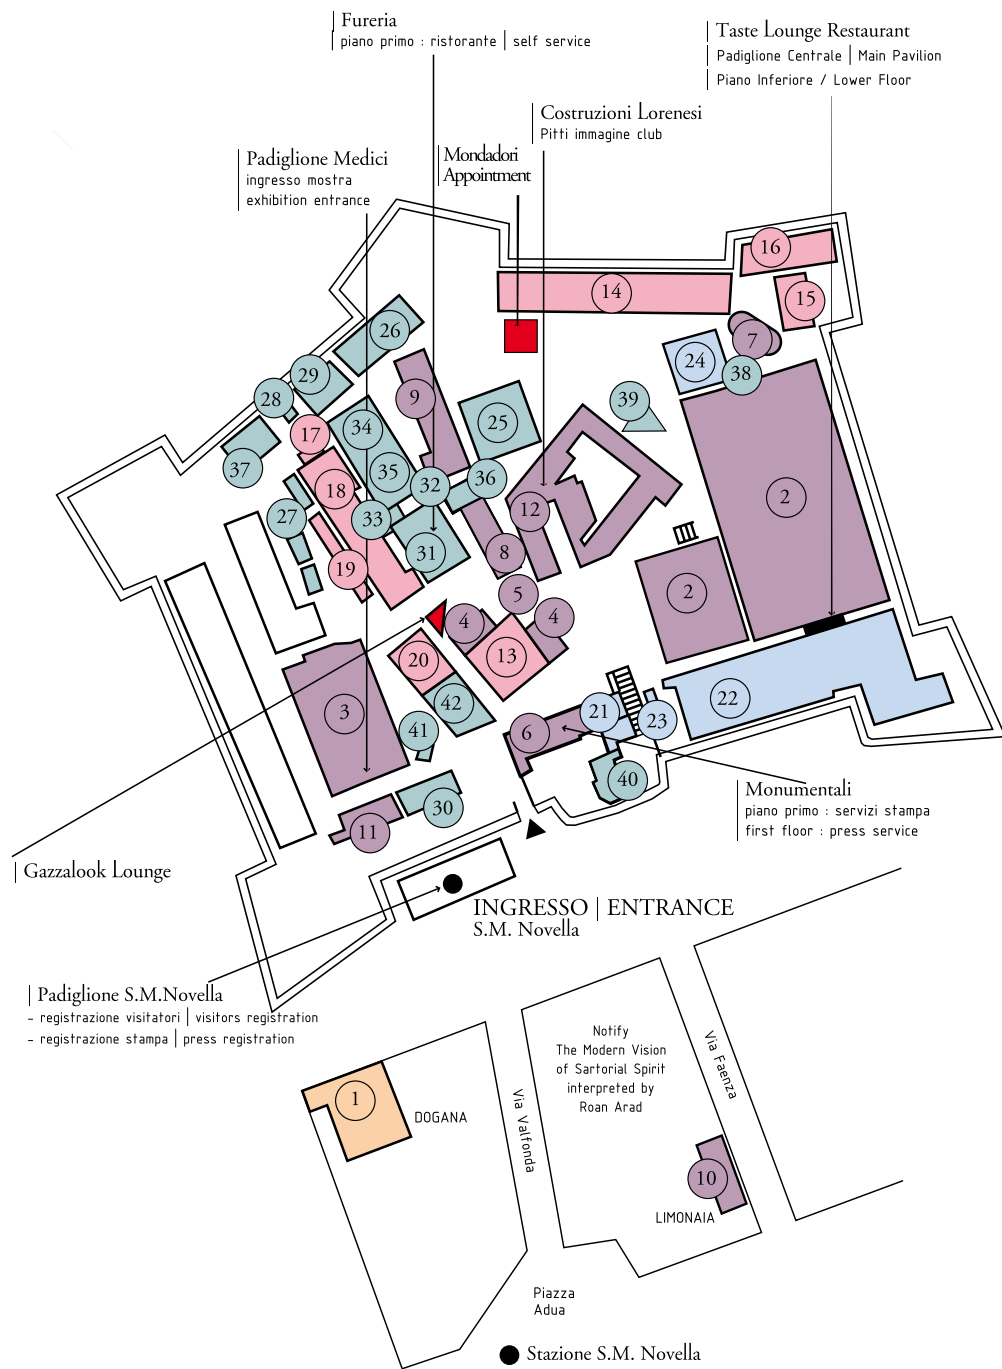 Fureria
piano primo : ristorante | self service
Taste Lounge Restaurant
Padiglione Centrale | Main Pavilion
Piano Inferiore / Lower Floor
Costruzioni Lorenesi
Pitti immagine club
Mondadori
Appointment
Padiglione Medici
ingresso mostra
exhibition entrance
16
14
15
26
7
24
29
38
9
28
39
25
17
34
37
35
36
32
18
2
27
33
12
31
8
19
2
5
4
4
13
20
22
42
3
21
23
41
6
40
30
11
Monumentali
piano primo : servizi stampa
first floor : press service
Gazzalook Lounge
INGRESSO | ENTRANCE
S.M. Novella
Padiglione S.M.Novella
- registrazione visitatori | visitors registration
- registrazione stampa | press registration
Notify
The Modern Vision
of Sartorial Spirit
interpreted by
Roan Arad
Via Faenza
Via Valfonda
1
DOGANA
10
LIMONAIA
Piazza
Adua
Stazione S.M. Novella